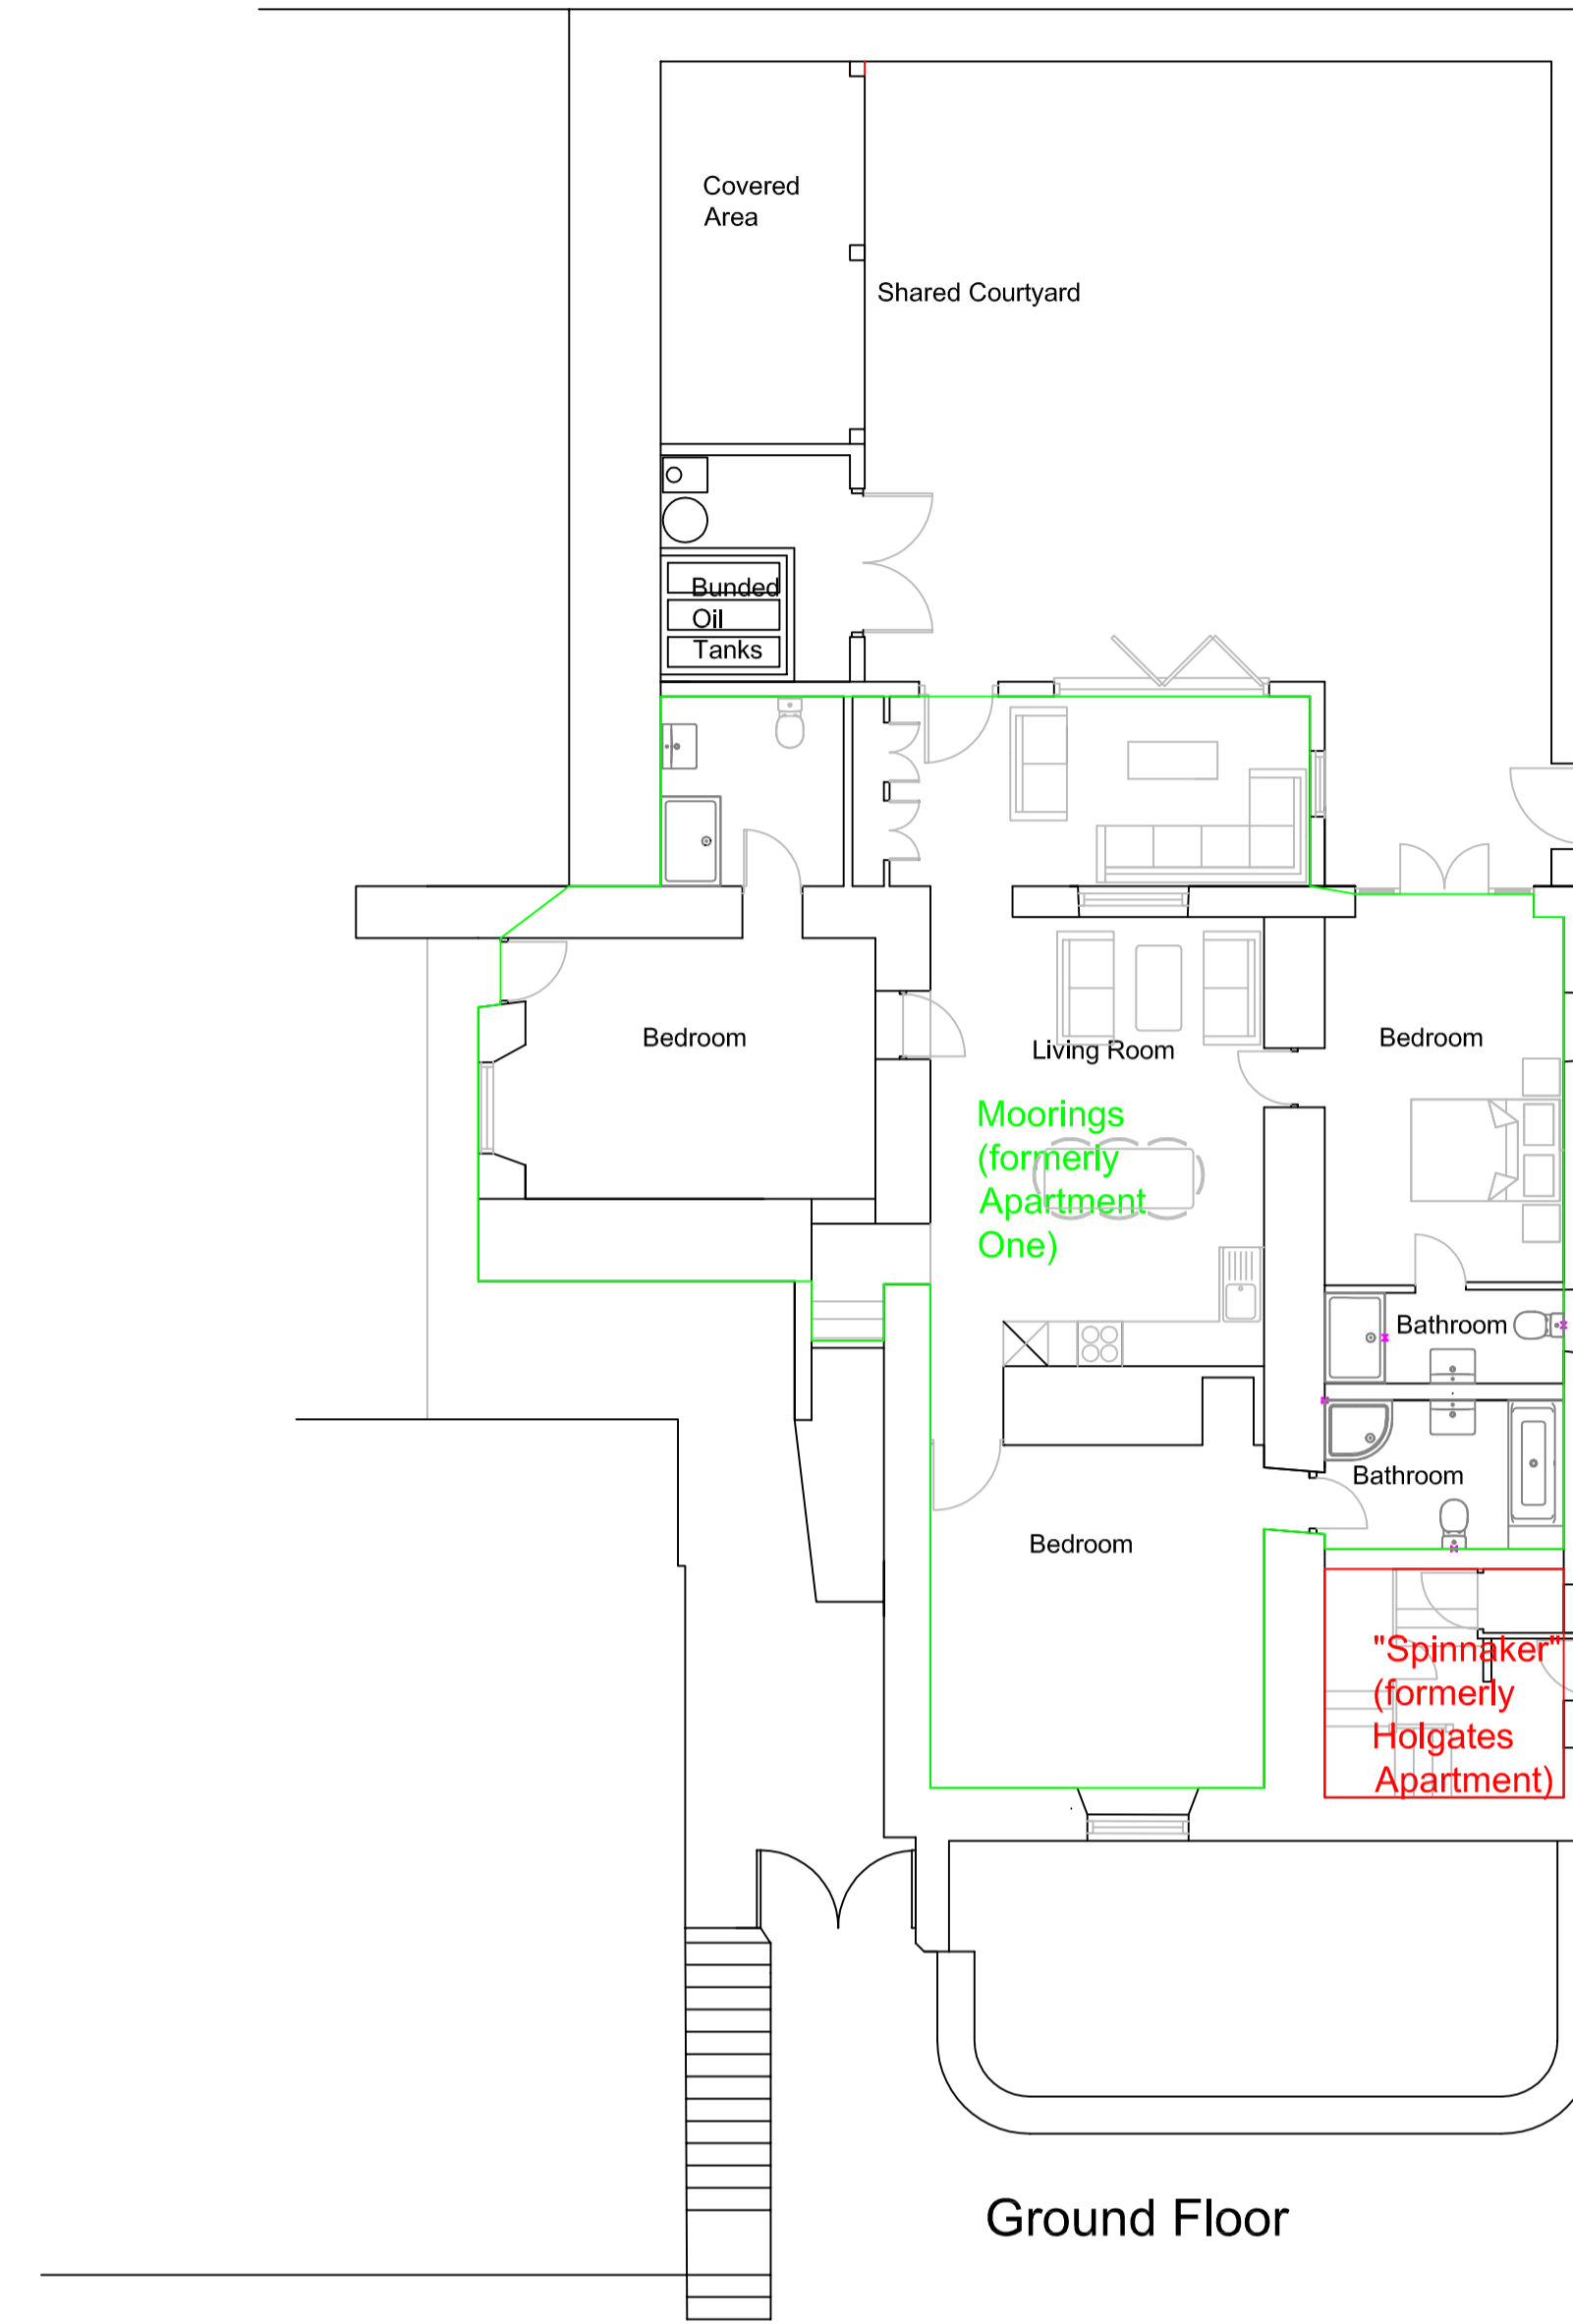 Covered
Area
Shared Courtyard
Bunded
Oil
Tanks
Bedroom
Living Room
Bedroom
Moorings
(formerly
Apartment
One)
Bathroom
Bathroom
Bedroom
"Spinnaker"
(formerly
Holgates
Apartment)
Ground Floor